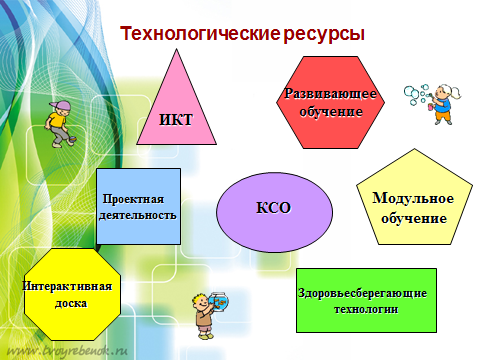 Технологические ресурсы
ИКТ
Развивающее
обучение
Проектная
деятельность
КСО
Модульное
обучение
Интерактивная
доска
Здоровьесберегающие
технологии
www.tvoyrebenok.ru